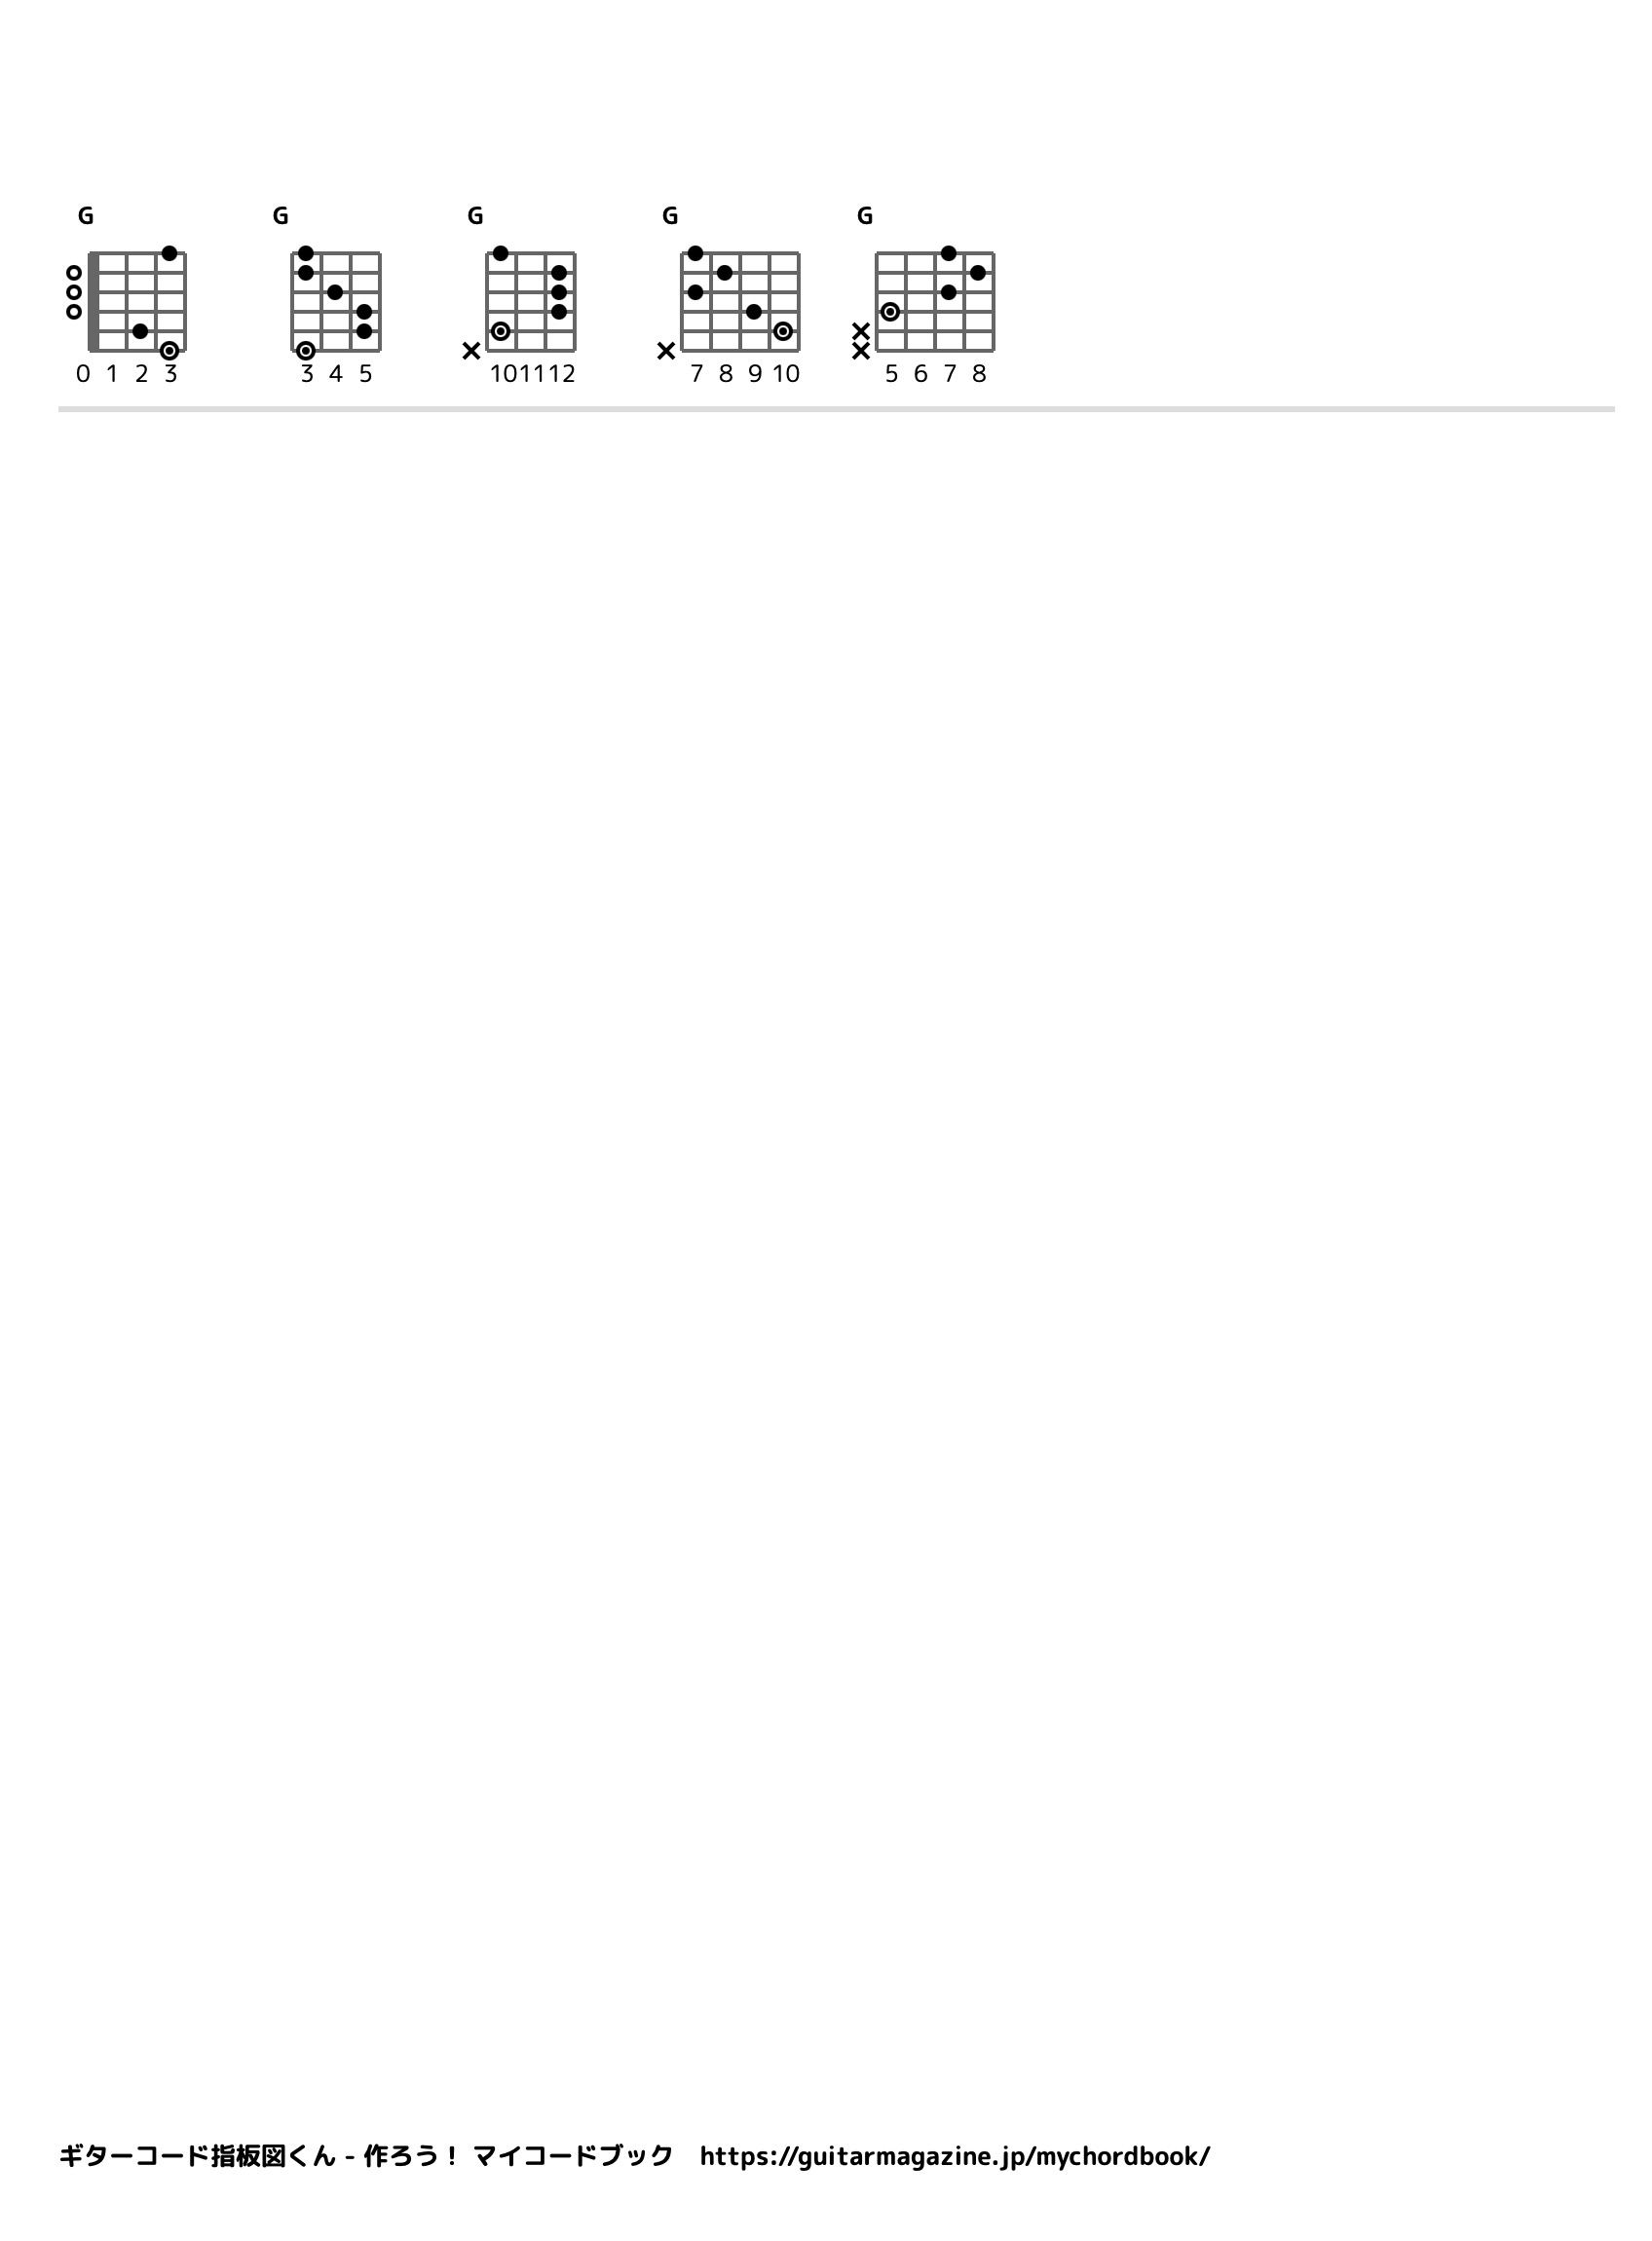 G G G G G
0 1 2 3 3 4 5 10 11 12 7 8 9 10 5 6 7 8
ギターコード指板図くん - 作ろう！ マイコードブック　https://guitarmagazine.jp/mychordbook/